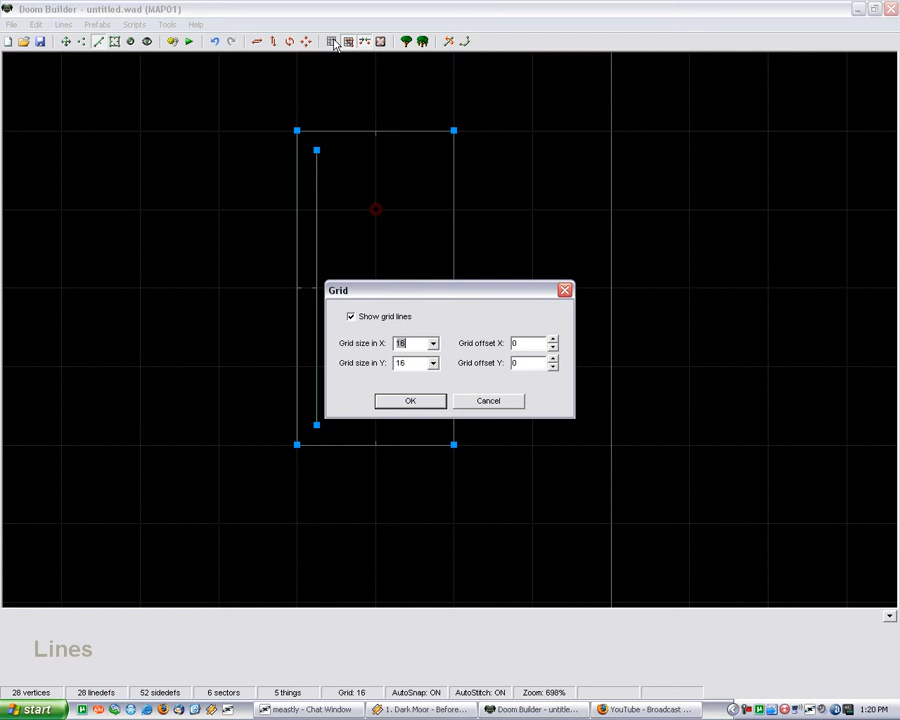 Doom Builder - untitled.wad (MAP01)
File Edit Lines Prefabs Scripts Tools Help
Grid
Show grid lines
Grid size in X: 16 Grid offset X: 0
Grid size in Y: 16 Grid offset Y: 0
OK Cancel
Lines
28 vertices 28 linedefs 52 sidedefs 6 sectors 5 things Grid: 16 AutoSnap: ON AutoStitch: ON Zoom: 698%
start meastly - Chat Window 1. Dark Moor - Before... Doom Builder - untitle... YouTube - Broadcast ... 1:20 PM